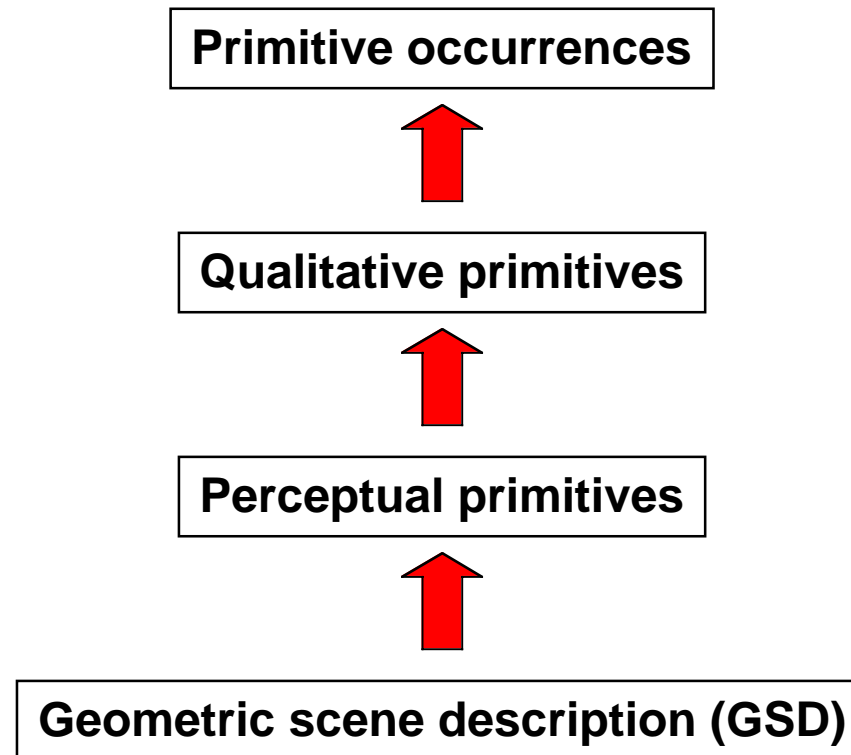 Primitive occurrences
Qualitative primitives
Perceptual primitives
Geometric scene description (GSD)